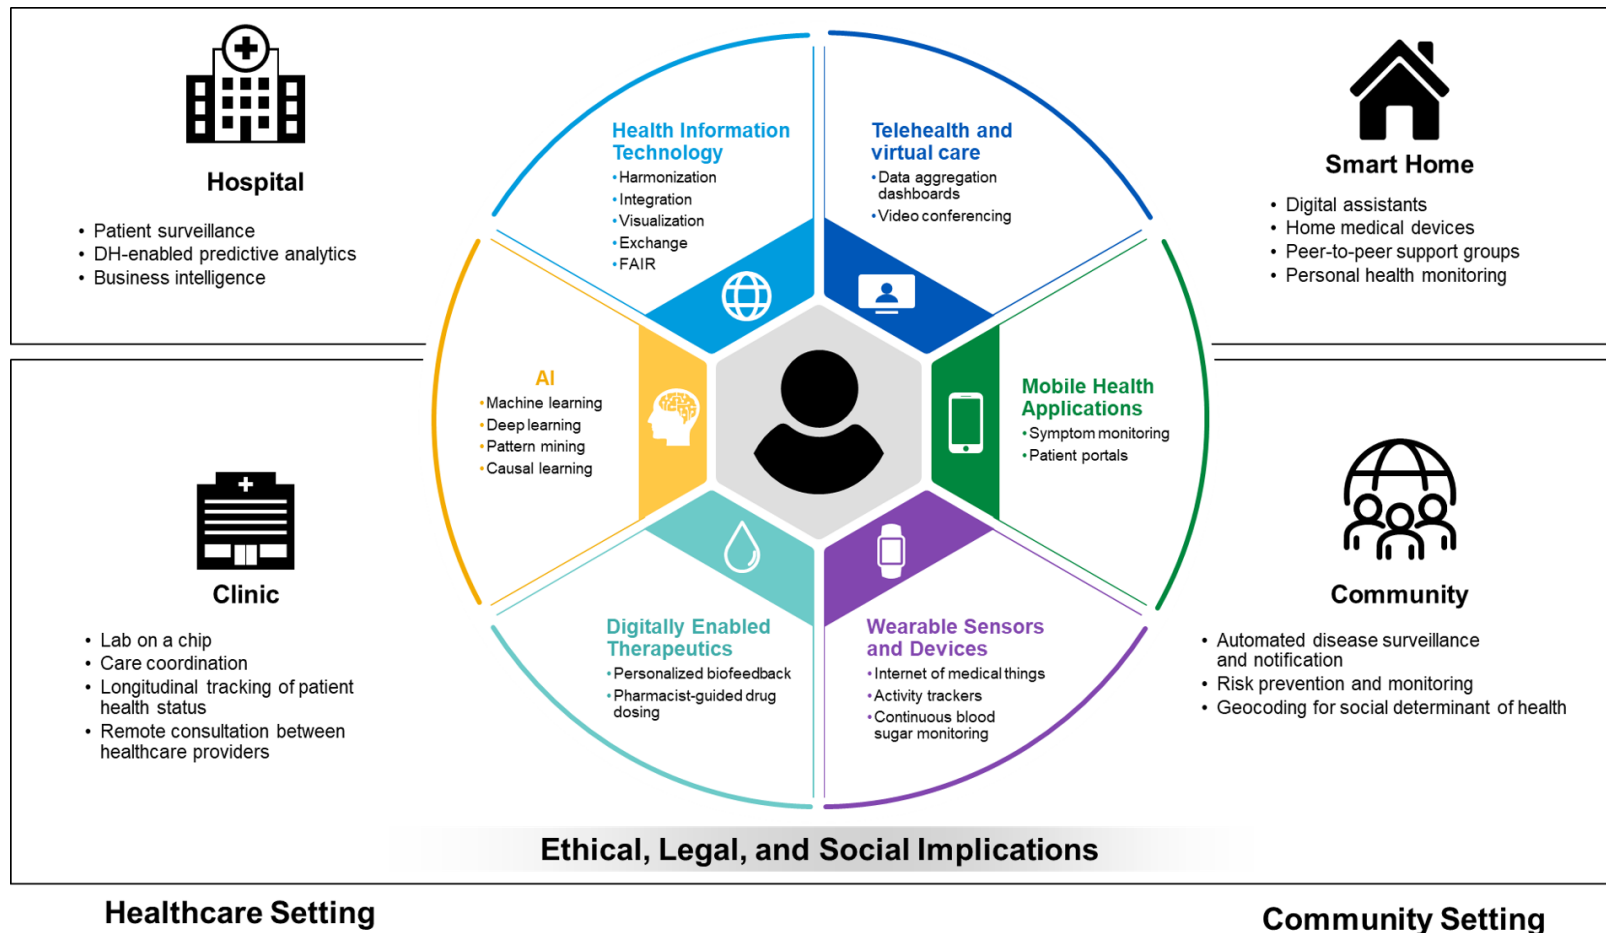 Hospital
• Patient surveillance
• DH-enabled predictive analytics
• Business intelligence
Health Information
Technology
• Harmonization
• Integration
• Visualization
• Exchange
• FAIR
Telehealth and
virtual care
• Data aggregation
dashboards
• Video conferencing
Smart Home
• Digital assistants
• Home medical devices
• Peer-to-peer support groups
• Personal health monitoring
AI
• Machine learning
• Deep learning
• Pattern mining
• Causal learning
Mobile Health
Applications
• Symptom monitoring
• Patient portals
Clinic
• Lab on a chip
• Care coordination
• Longitudinal tracking of patient
health status
• Remote consultation between
healthcare providers
Digitally Enabled
Therapeutics
• Personalized biofeedback
• Pharmacist-guided drug
dosing
Wearable Sensors
and Devices
• Internet of medical things
• Activity trackers
• Continuous blood
sugar monitoring
Community
• Automated disease surveillance
and notification
• Risk prevention and monitoring
• Geocoding for social determinant of health
Ethical, Legal, and Social Implications
Healthcare Setting
Community Setting